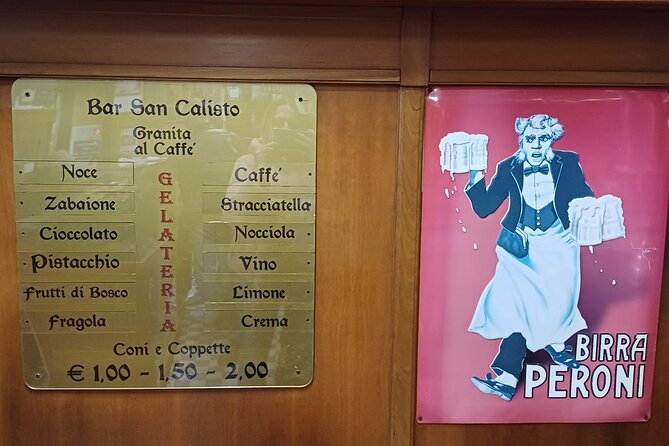 Bar San Calisto
Granita
al Caffe'
Noce
Zabaione
Cioccolato
Pistacchio
Frutti di Bosco
Fragola
GELATERIA
Caffe'
Stracciatella
Nocciola
Vino
Limone
Crema
Coni e Coppette
€ 1,00 - 1,50 - 2,00
BIRRA
PERONI